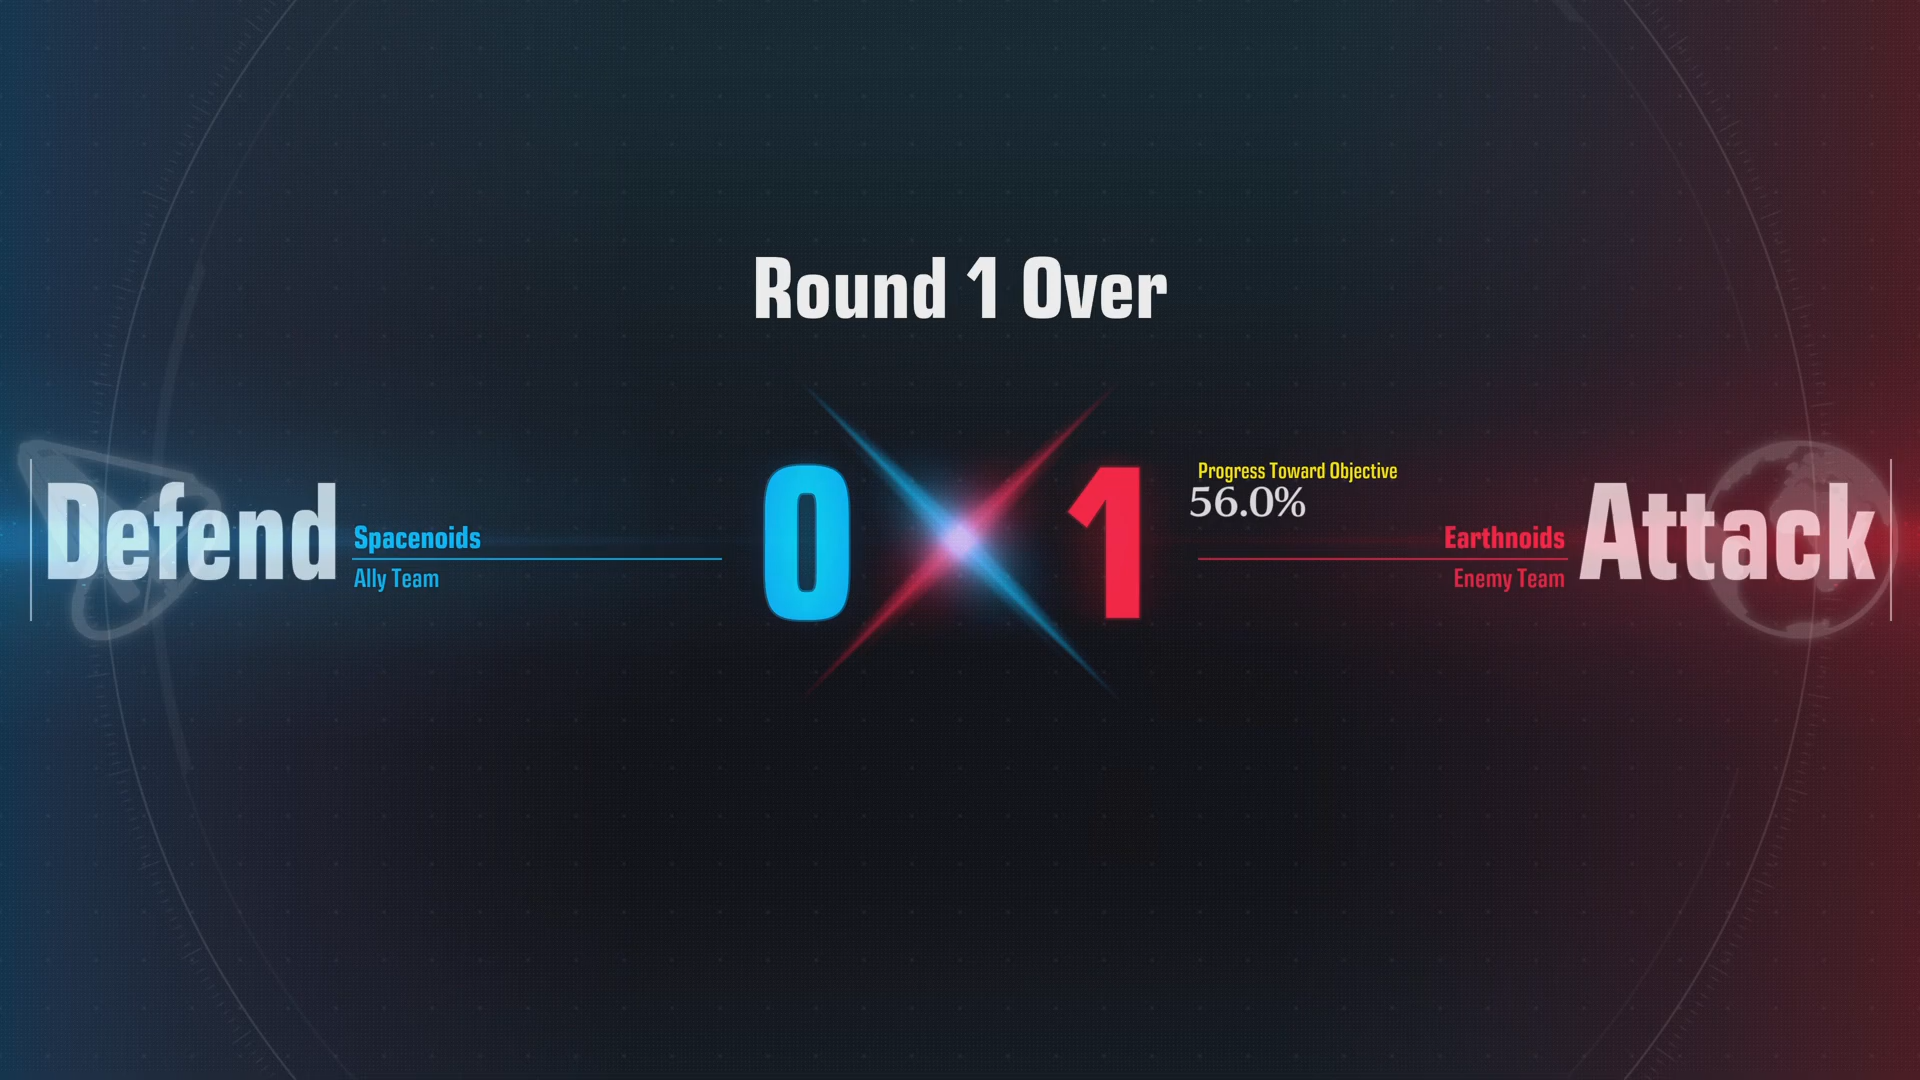 Round 1 Over
Defend
Spacenoids
Ally Team
0
1
Progress Toward Objective
56.0%
Earthnoids
Enemy Team
Attack